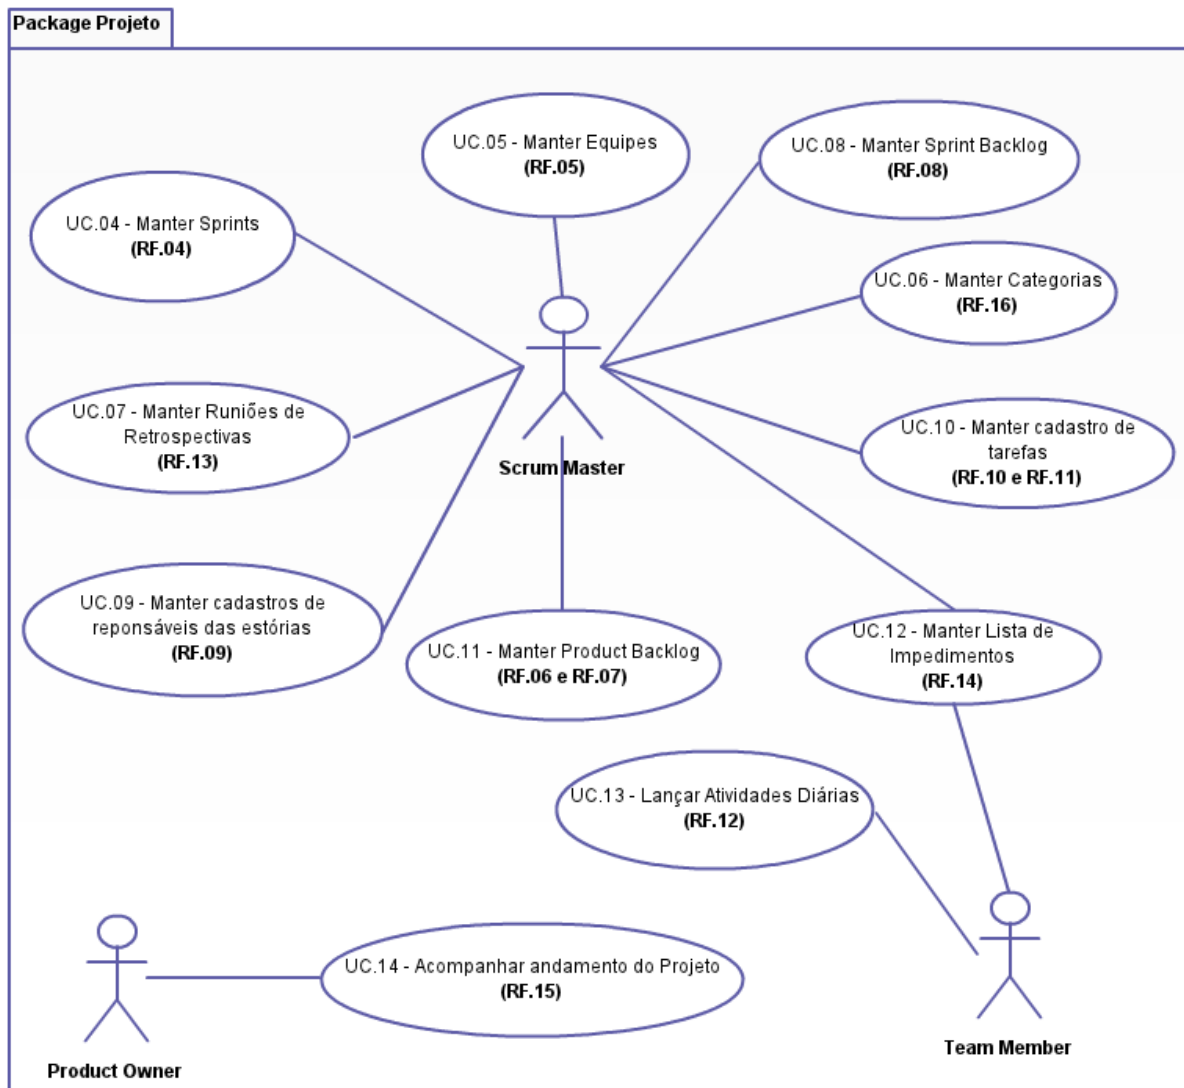 Package Projeto
UC.05 - Manter Equipes
(RF.05)
UC.08 - Manter Sprint Backlog
(RF.08)
UC.04 - Manter Sprints
(RF.04)
UC.06 - Manter Categorias
(RF.16)
UC.07 - Manter Runiões de
Retrospectivas
(RF.13)
UC.10 - Manter cadastro de
tarefas
(RF.10 e RF.11)
Scrum Master
UC.09 - Manter cadastros de
reponsáveis das estórias
(RF.09)
UC.11 - Manter Product Backlog
(RF.06 e RF.07)
UC.12 - Manter Lista de
Impedimentos
(RF.14)
UC.13 - Lançar Atividades Diárias
(RF.12)
UC.14 - Acompanhar andamento do Projeto
(RF.15)
Product Owner
Team Member